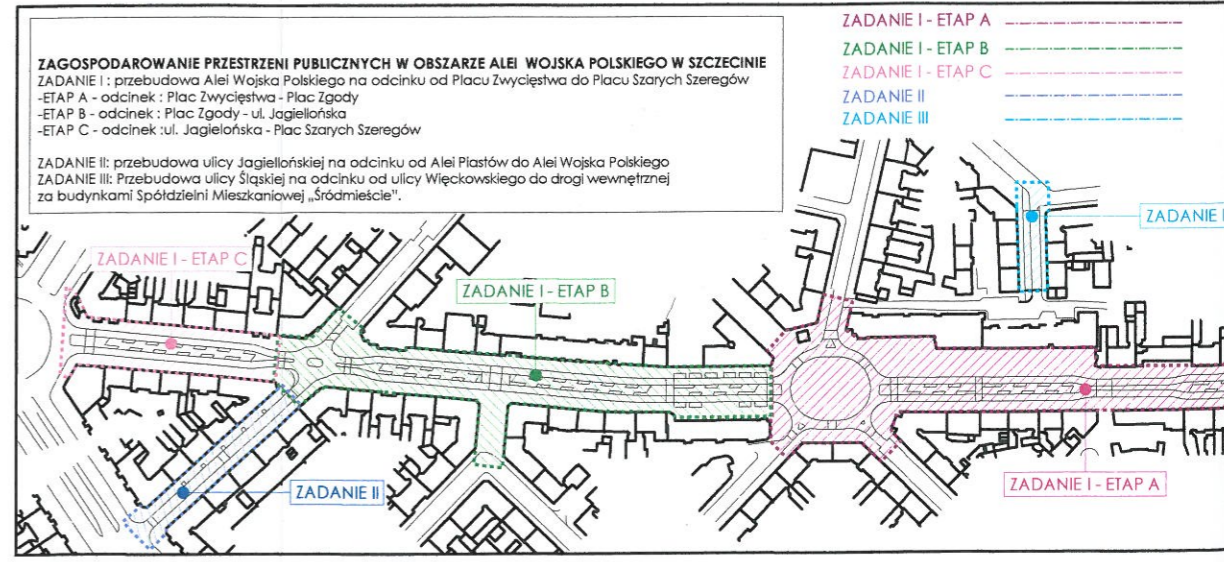 ZAGOSPODAROWANIE PRZESTRZENI PUBLICZNYCH W OBSZARZE ALEI WOJSKA POLSKIEGO W SZCZECINIE
ZADANIE I : przebudowa Alei Wojska Polskiego na odcinku od Placu Zwycięstwa do Placu Szarych Szeregów
-ETAP A - odcinek : Plac Zwycięstwa - Plac Zgody
-ETAP B - odcinek : Plac Zgody - ul. Jagiellońska
-ETAP C - odcinek :ul. Jagielońska - Plac Szarych Szeregów
ZADANIE II: przebudowa ulicy Jagiellońskiej na odcinku od Alei Piastów do Alei Wojska Polskiego
ZADANIE III: Przebudowa ulicy Śląskiej na odcinku od ulicy Więckowskiego do drogi wewnętrznej
za budynkami Spółdzielni Mieszkaniowej „Śródmieście".
ZADANIE I - ETAP A
ZADANIE I - ETAP B
ZADANIE I - ETAP C
ZADANIE II
ZADANIE III
ZADANIE I
ZADANIE I - ETAP C
ZADANIE I - ETAP B
ZADANIE I - ETAP A
ZADANIE II